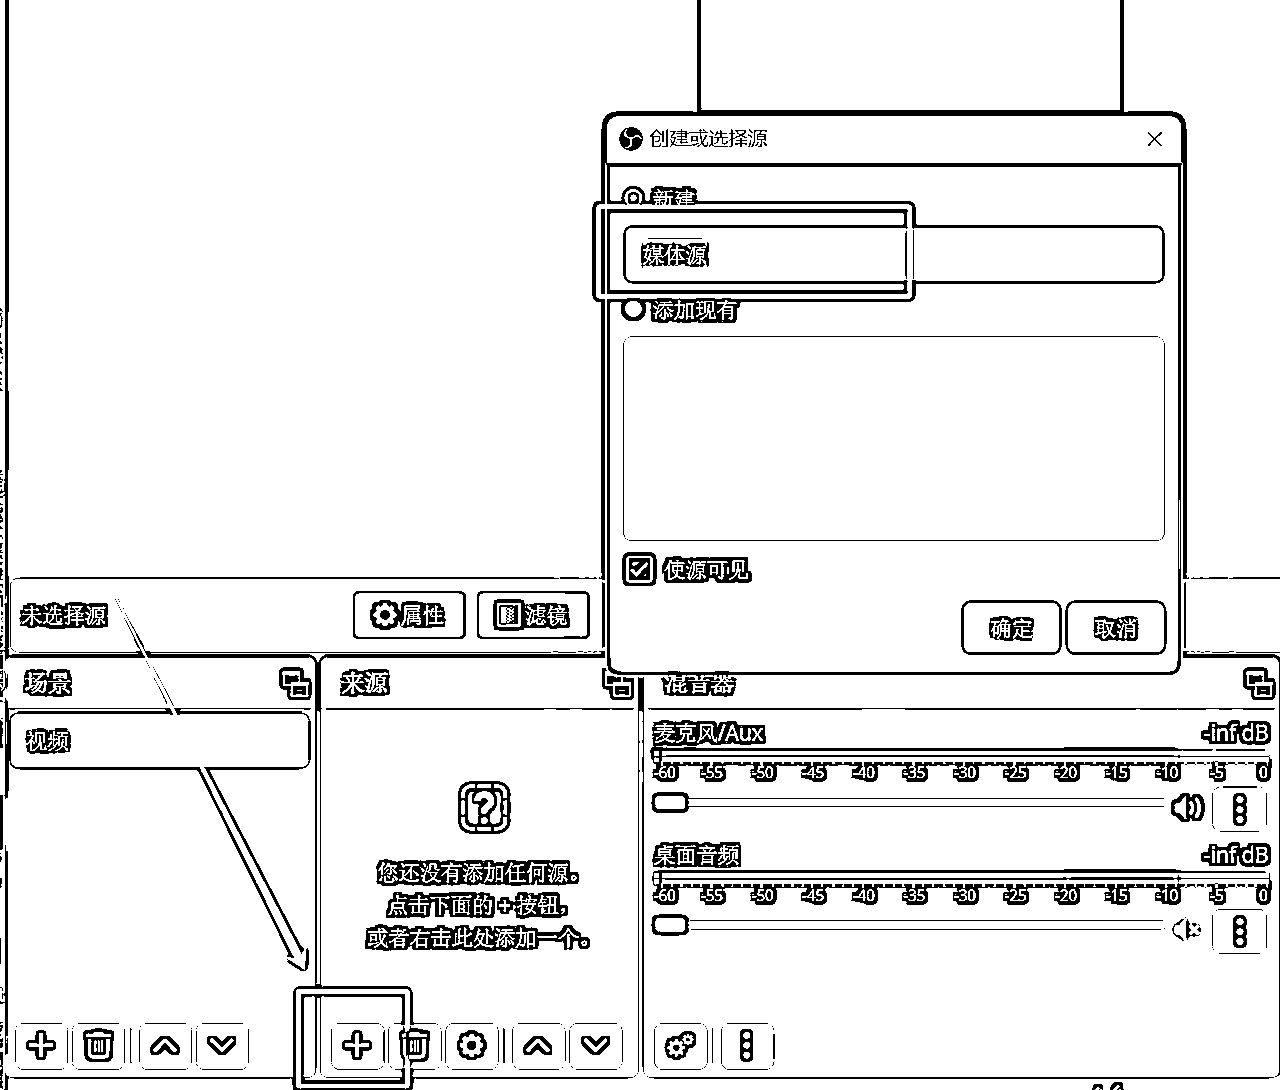 创建或选择源
新建
媒体源
添加现有
使源可见
确定 取消
未选择源 属性 滤镜
场景 来源 混音器
视频
您还没有添加任何源。
点击下面的 + 按钮，
或者右击此处添加一个。
麦克风/Aux -inf dB
-60 -55 -50 -45 -40 -35 -30 -25 -20 -15 -10 -5 0
桌面音频 -inf dB
-60 -55 -50 -45 -40 -35 -30 -25 -20 -15 -10 -5 0